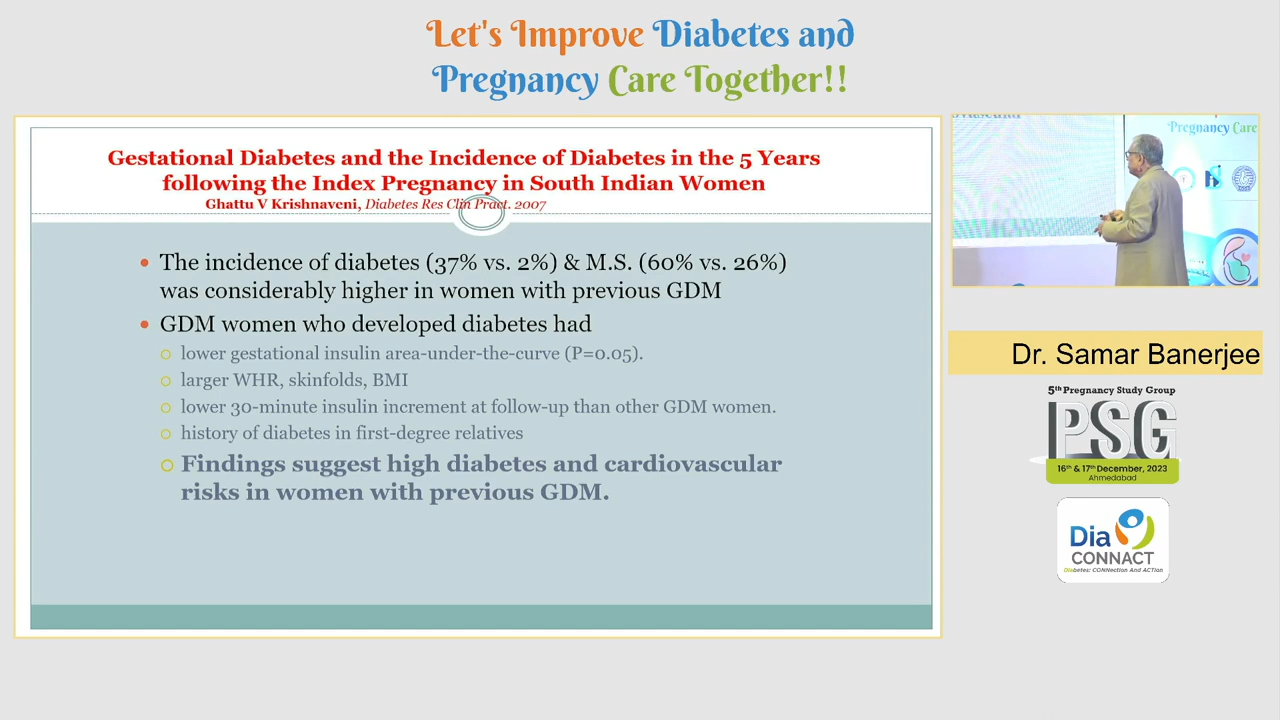 Let's Improve Diabetes and
Pregnancy Care Together!!
Gestational Diabetes and the Incidence of Diabetes in the 5 Years
following the Index Pregnancy in South Indian Women
Ghattu V Krishnaveni, Diabetes Res Clin Pract. 2007
• The incidence of diabetes (37% vs. 2%) & M.S. (60% vs. 26%)
was considerably higher in women with previous GDM
• GDM women who developed diabetes had
○ lower gestational insulin area-under-the-curve (P=0.05).
○ larger WHR, skinfolds, BMI
○ lower 30-minute insulin increment at follow-up than other GDM women.
○ history of diabetes in first-degree relatives
○ Findings suggest high diabetes and cardiovascular
risks in women with previous GDM.
Pregnancy Care
Dr. Samar Banerjee
5th Pregnancy Study Group
PSG
16th & 17th December, 2023
Ahmedabad
Dia
CONNACT
Diabetes: CONNection And ACTion